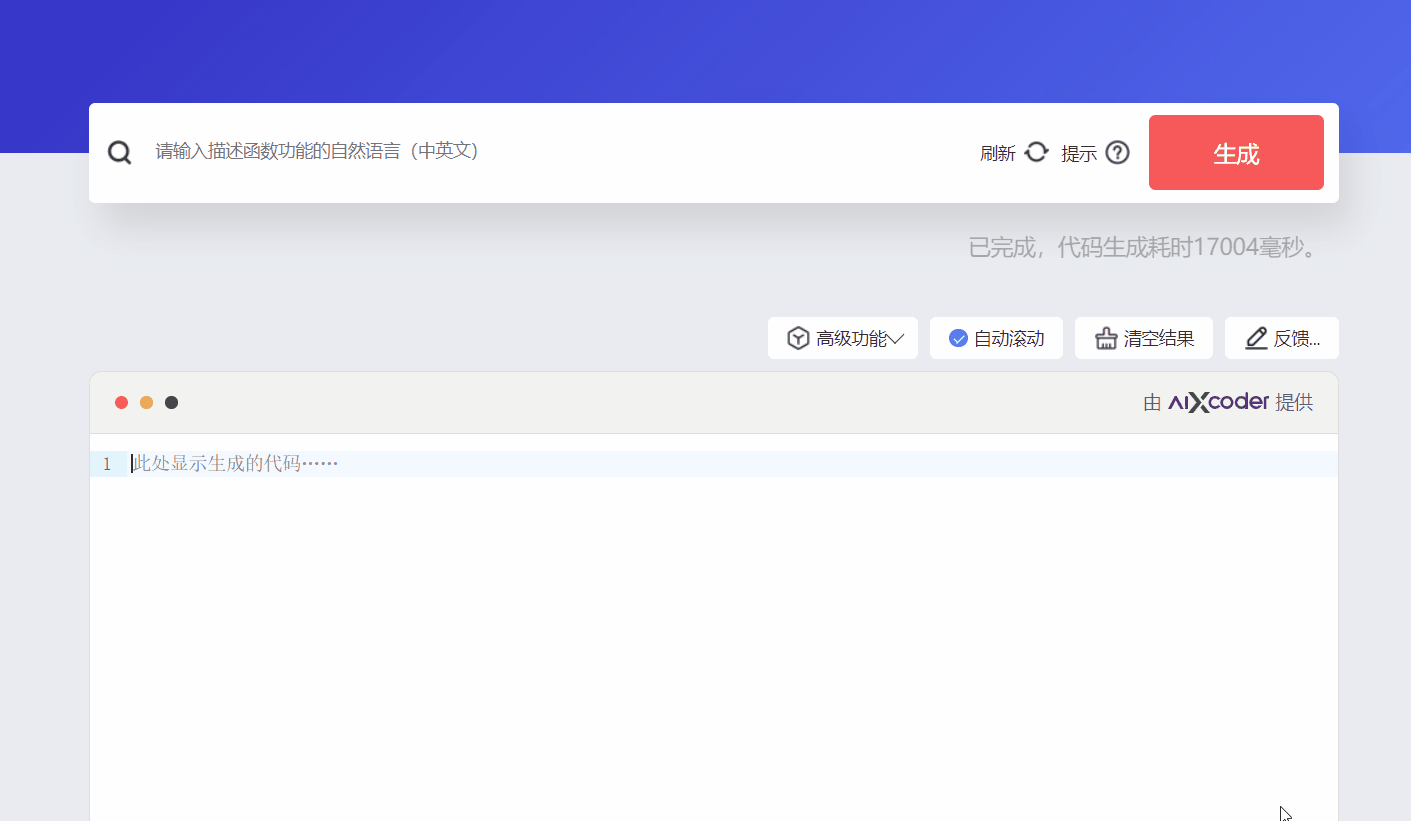 请输入描述函数功能的自然语言（中英文）
刷新 提示 生成
已完成，代码生成耗时17004毫秒。
高级功能 自动滚动 清空结果 反馈...
由 aiXcoder 提供
1 此处显示生成的代码……